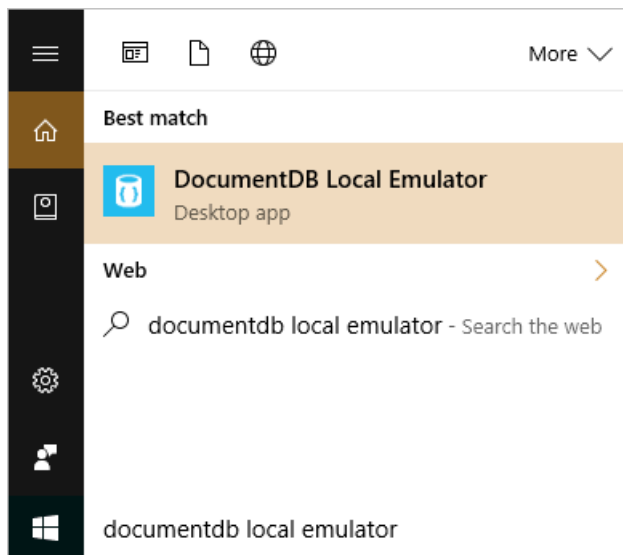 More
Best match
DocumentDB Local Emulator
Desktop app
Web
documentdb local emulator - Search the web
documentdb local emulator